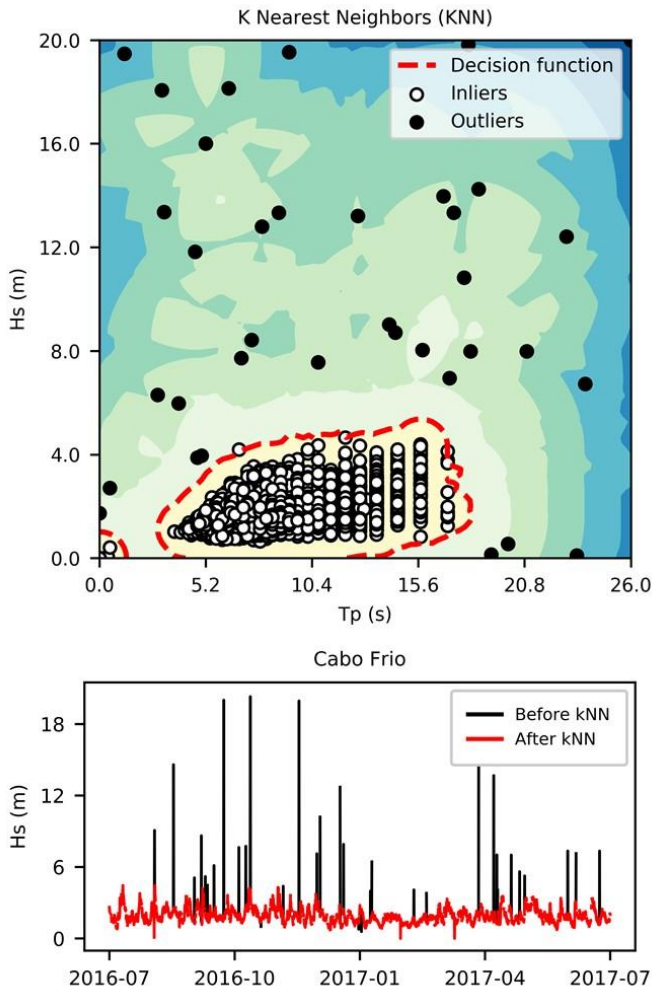 K Nearest Neighbors (KNN)
20.0
16.0
12.0
8.0
4.0
0.0
Hs (m)
Decision function
Inliers
Outliers
0.0 5.2 10.4 15.6 20.8 26.0
Tp (s)
Cabo Frio
18
12
6
0
Hs (m)
Before kNN
After kNN
2016-07 2016-10 2017-01 2017-04 2017-07